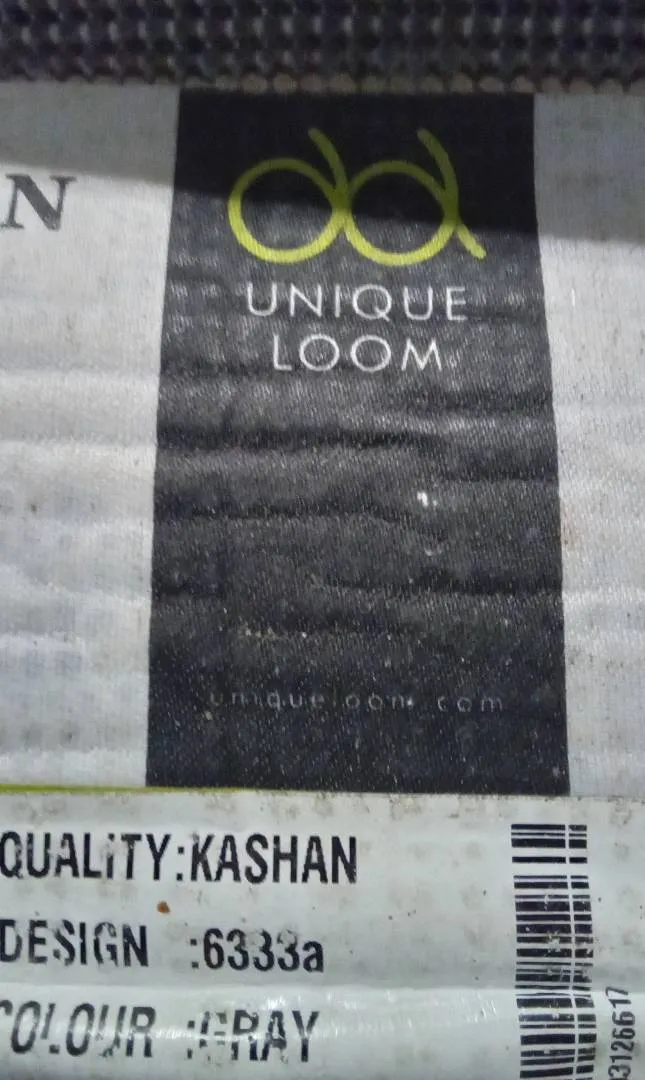 N
UNIQUE
LOOM
uniqueloom.com
QUALITY:KASHAN
DESIGN :6333a
COLOUR :GRAY
3126617